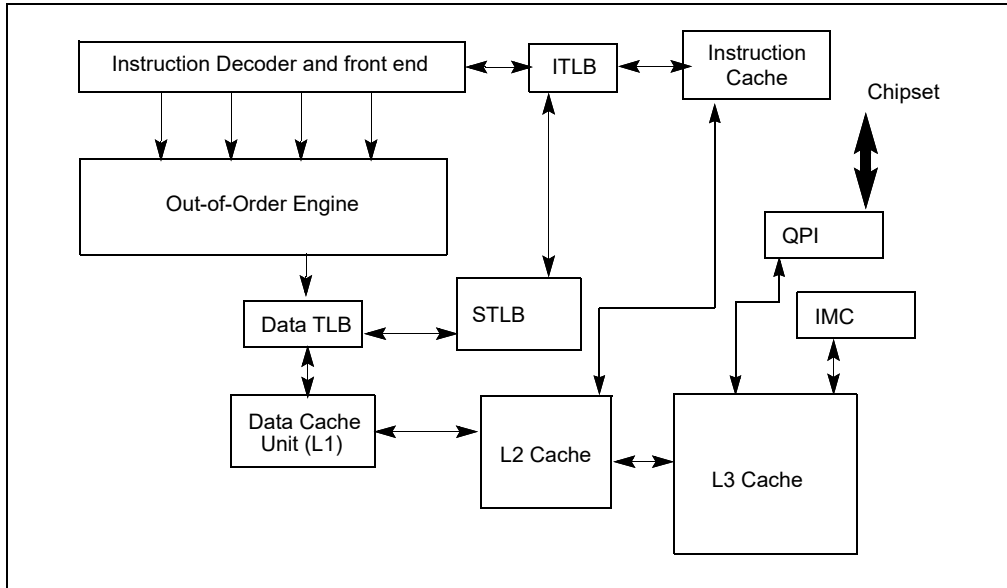 Instruction Decoder and front end
ITLB
Instruction
Cache
Chipset
Out-of-Order Engine
QPI
Data TLB
STLB
IMC
Data Cache
Unit (L1)
L2 Cache
L3 Cache